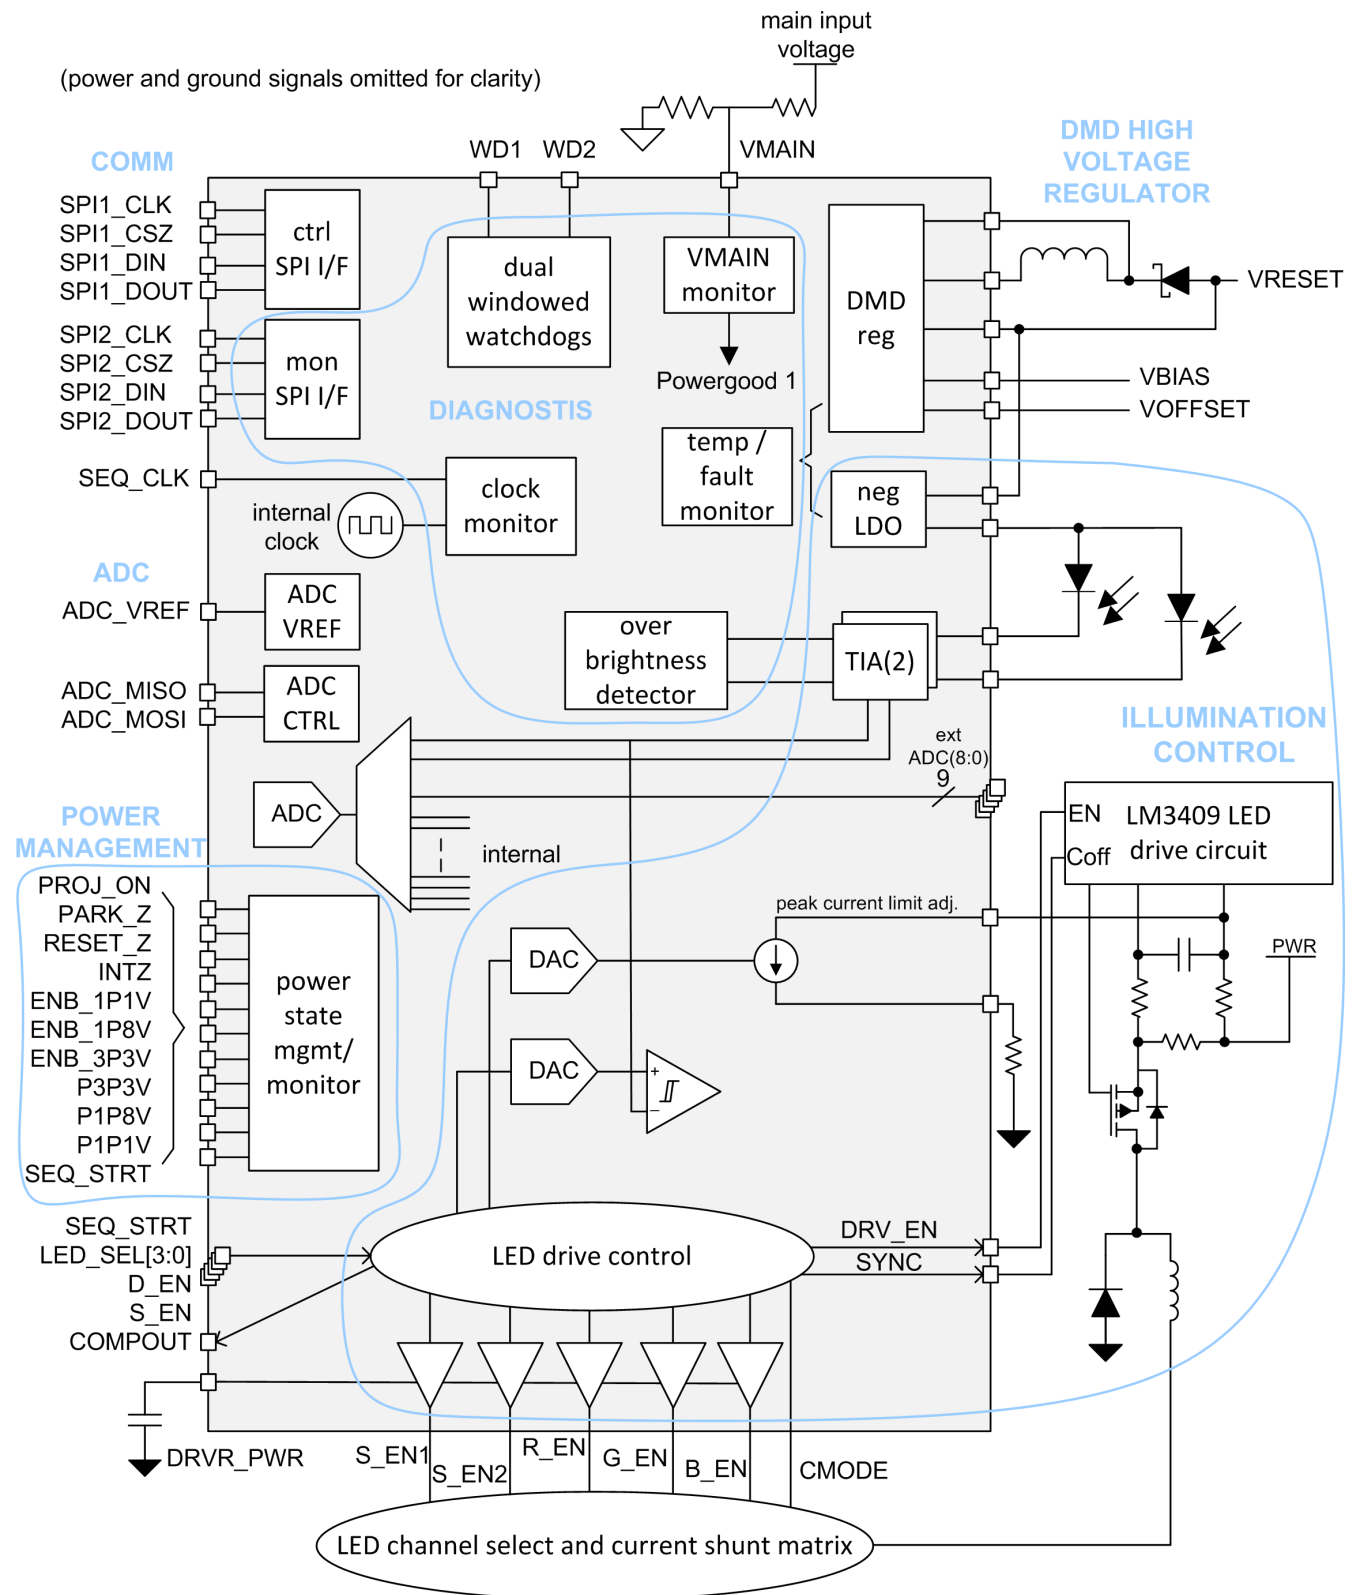 main input
voltage
(power and ground signals omitted for clarity)
COMM
WD1
WD2
VMAIN
DMD HIGH
VOLTAGE
REGULATOR
SPI1_CLK
SPI1_CSZ
SPI1_DIN
SPI1_DOUT
ctrl
SPI I/F
SPI2_CLK
SPI2_CSZ
SPI2_DIN
SPI2_DOUT
mon
SPI I/F
dual
windowed
watchdogs
VMAIN
monitor
Powergood 1
DMD
reg
VRESET
VBIAS
VOFFSET
DIAGNOSTIS
temp /
fault
monitor
SEQ_CLK
clock
monitor
internal
clock
neg
LDO
ADC
ADC_VREF
ADC
VREF
ADC_MISO
ADC_MOSI
ADC
CTRL
over
brightness
detector
TIA(2)
ILLUMINATION
CONTROL
ext
ADC(8:0)
9
ADC
internal
EN
Coff
LM3409 LED
drive circuit
POWER
MANAGEMENT
PROJ_ON
PARK_Z
RESET_Z
INTZ
ENB_1P1V
ENB_1P8V
ENB_3P3V
P3P3V
P1P8V
P1P1V
SEQ_STRT
power
state
mgmt/
monitor
peak current limit adj.
DAC
PWR
DAC
+
–
SEQ_STRT
LED_SEL[3:0]
D_EN
S_EN
COMPOUT
LED drive control
DRV_EN
SYNC
DRVR_PWR
S_EN1
S_EN2
R_EN
G_EN
B_EN
CMODE
LED channel select and current shunt matrix